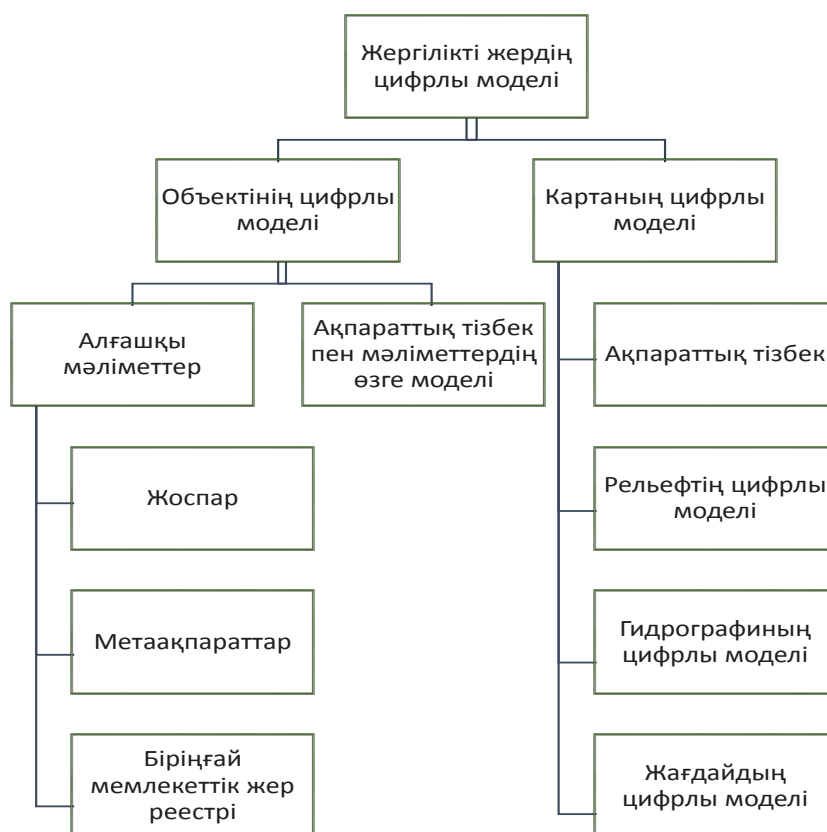 Жергілікті жердің
цифрлы моделі
Объектінің цифрлы
моделі
Картаның цифрлы
моделі
Алғашқы
мәліметтер
Ақпараттық тізбек
пен мәліметтердің
өзге моделі
Ақпараттық тізбек
Жоспар
Рельефтің цифрлы
моделі
Метаақпараттар
Гидрографиның
цифрлы моделі
Біріңғай
мемлекеттік жер
реестрі
Жағдайдың
цифрлы моделі